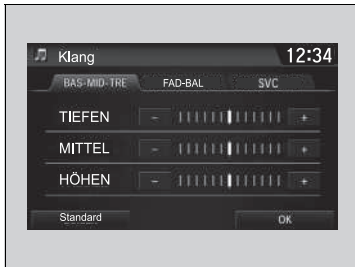 Klang 12:34
BAS-MID-TRE FAD-BAL SVC
TIEFEN - +
MITTEL - +
HÖHEN - +
Standard OK